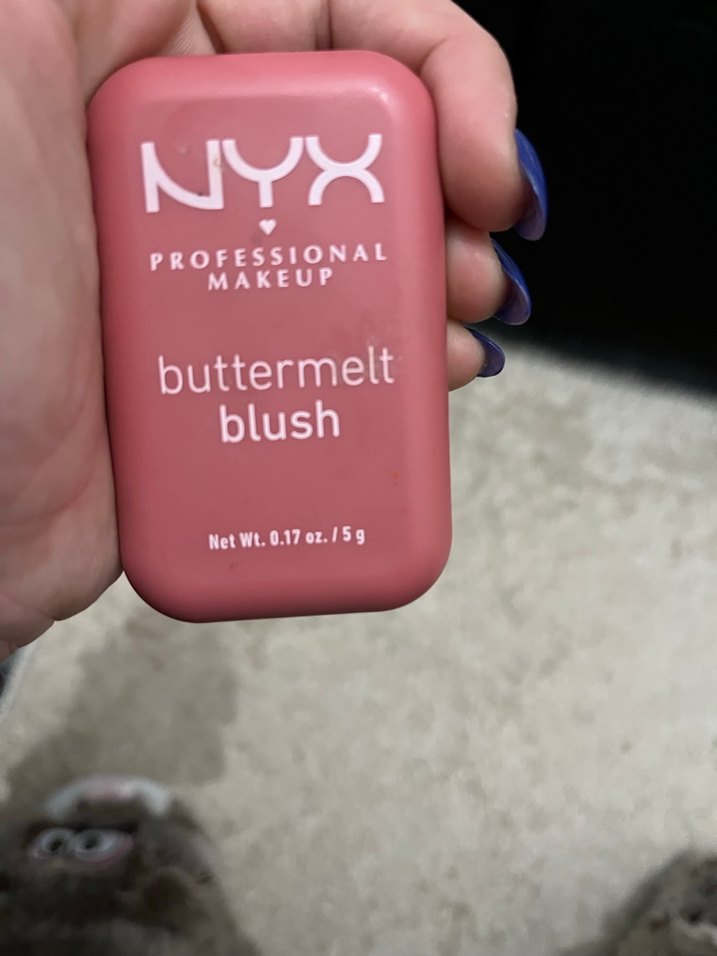 NYX
PROFESSIONAL
MAKEUP
buttermelt
blush
Net Wt. 0.17 oz. / 5 g